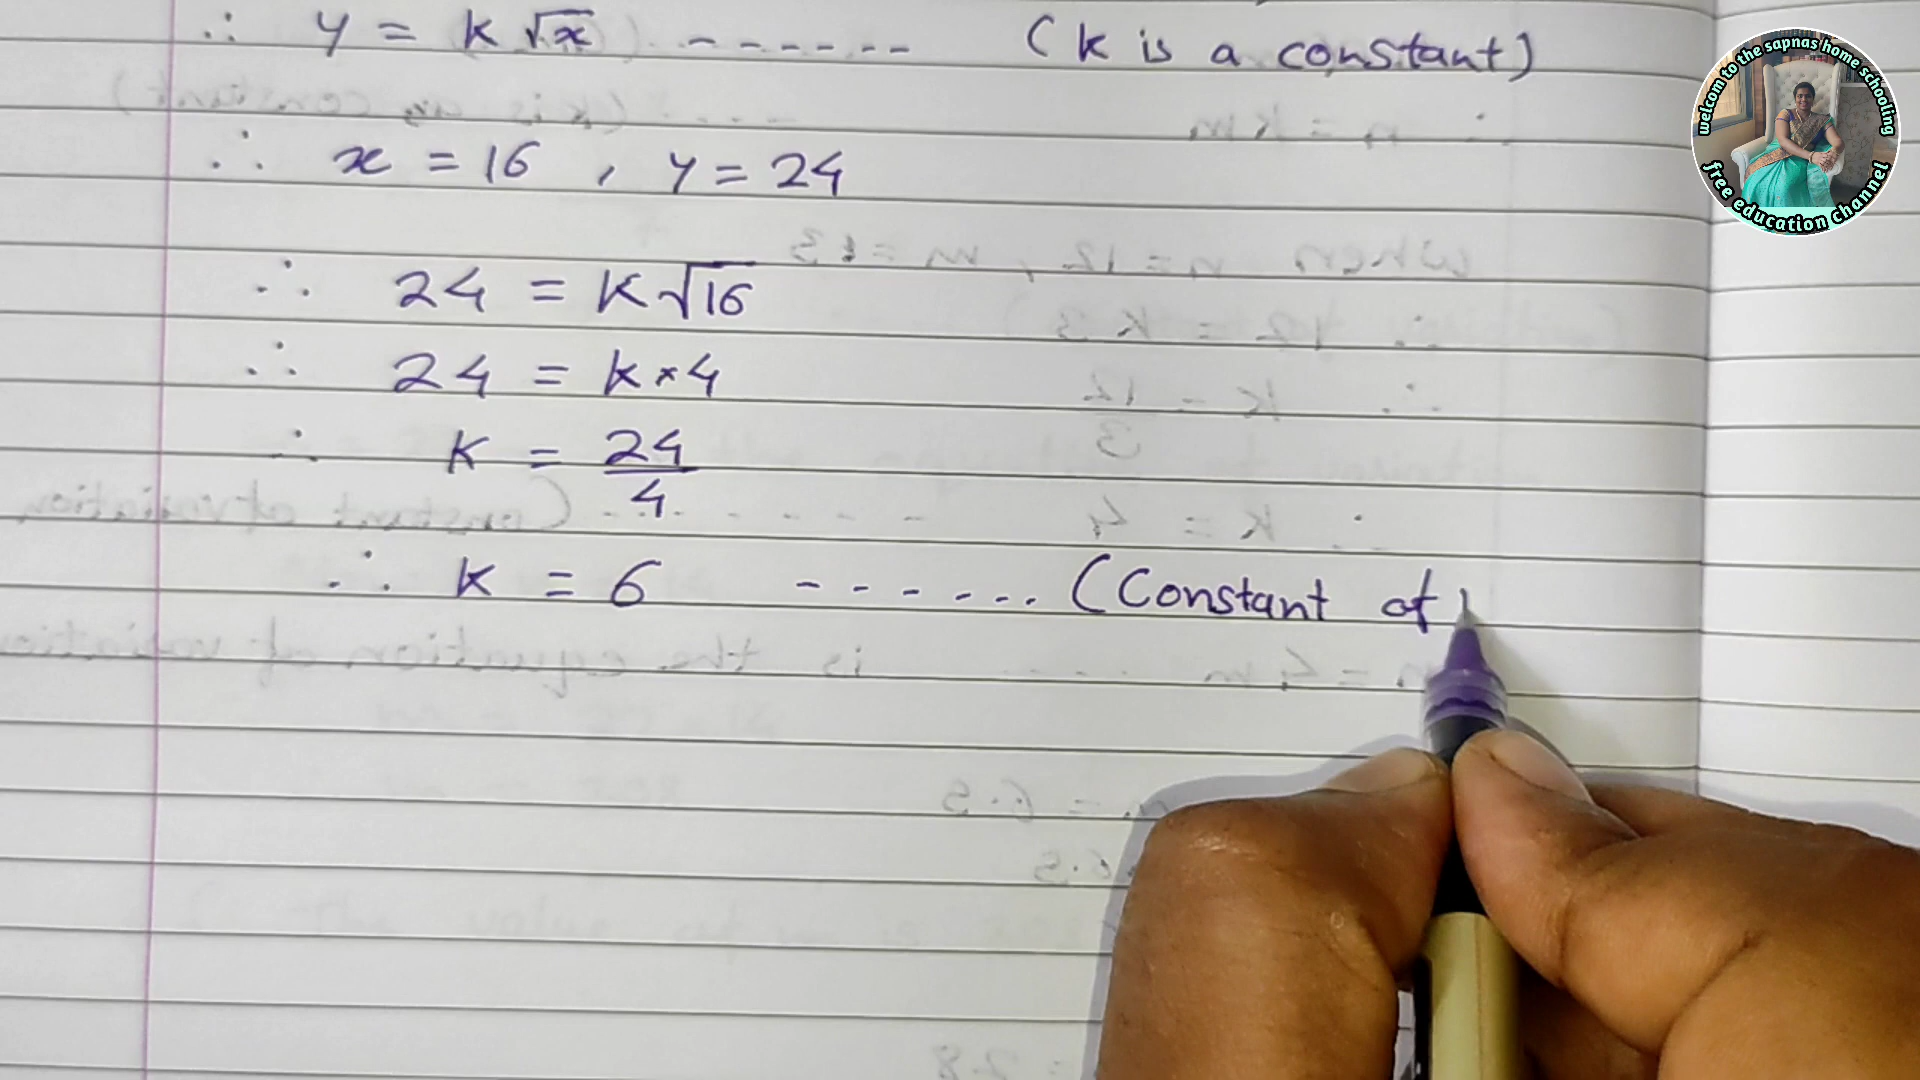 ∴ y = k √x ------ (k is a constant)
∴ x = 16 , y = 24
∴ 24 = k√16
∴ 24 = k×4
∴ k = 24/4
∴ k = 6 ------- (Constant of
welcom to the sapnas home schooling
free education channel